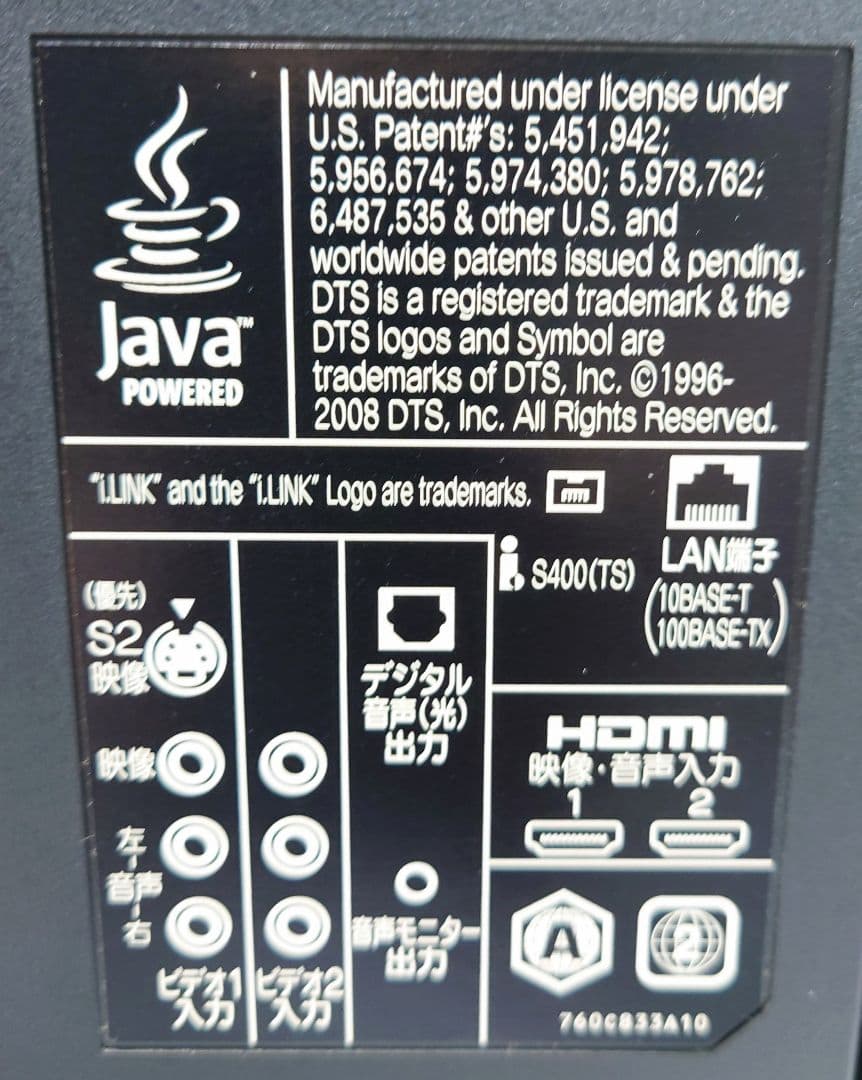 Java™
POWERED
Manufactured under license under
U.S. Patent#'s: 5,451,942;
5,956,674; 5,974,380; 5,978,762;
6,487,535 & other U.S. and
worldwide patents issued & pending.
DTS is a registered trademark & the
DTS logos and Symbol are
trademarks of DTS, Inc. ©1996-
2008 DTS, Inc. All Rights Reserved.
"i.LINK" and the "i.LINK" Logo are trademarks.
i S400(TS)
LAN端子
(10BASE-T
100BASE-TX)
(優先)
S2
映像
映像
左-音声-右
ビデオ1
入力
ビデオ2
入力
デジタル
音声(光)
出力
音声モニター
出力
HDMI
映像・音声入力
1 2
A 2
760C833A10